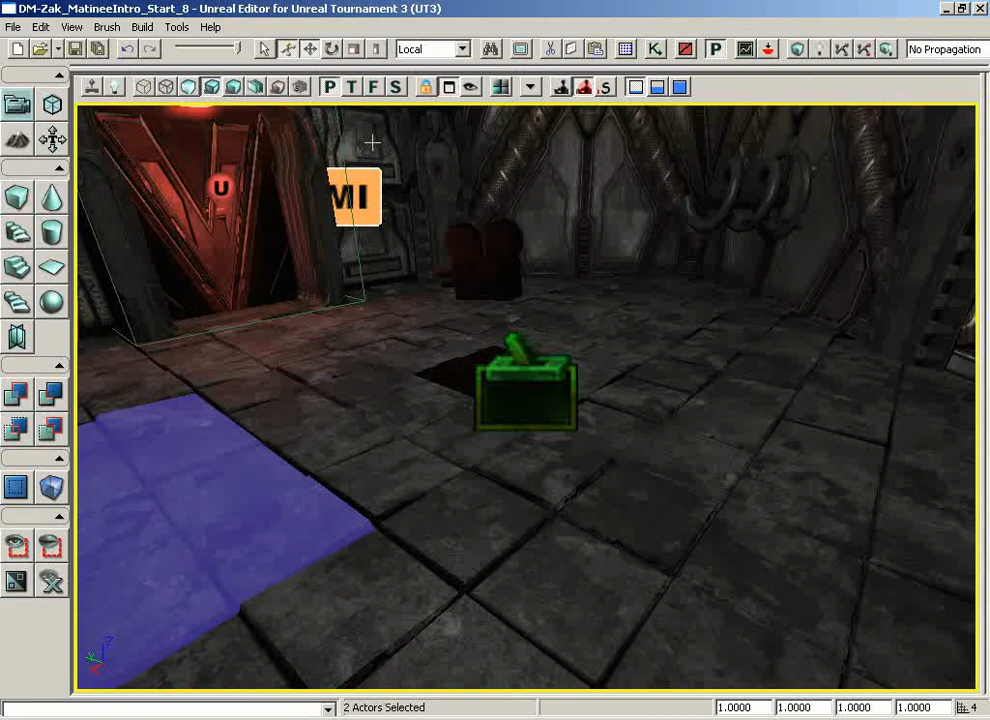 DM-Zak_MatineeIntro_Start_8 - Unreal Editor for Unreal Tournament 3 (UT3)
File Edit View Brush Build Tools Help
Local
K
P
No Propagation
P T F S
S
U
MI
Z
Y
X
2 Actors Selected
1.0000 1.0000 1.0000 1.0000 4